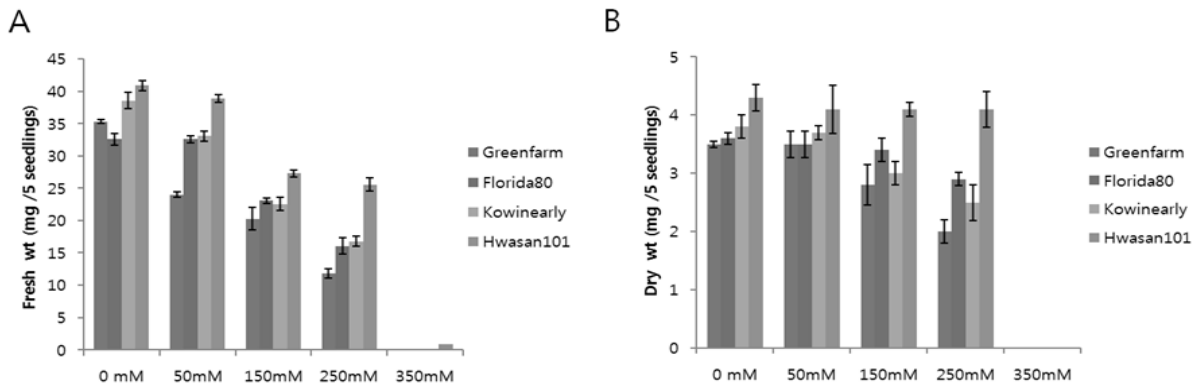 A
Fresh wt (mg /5 seedlings)
45
40
35
30
25
20
15
10
5
0
0 mM 50mM 150mM 250mM 350mM
Greenfarm
Florida80
Kowinearly
Hwasan101
B
Dry wt (mg /5 seedlings)
5
4
3
2
1
0
0 mM 50mM 150mM 250mM 350mM
Greenfarm
Florida80
Kowinearly
Hwasan101